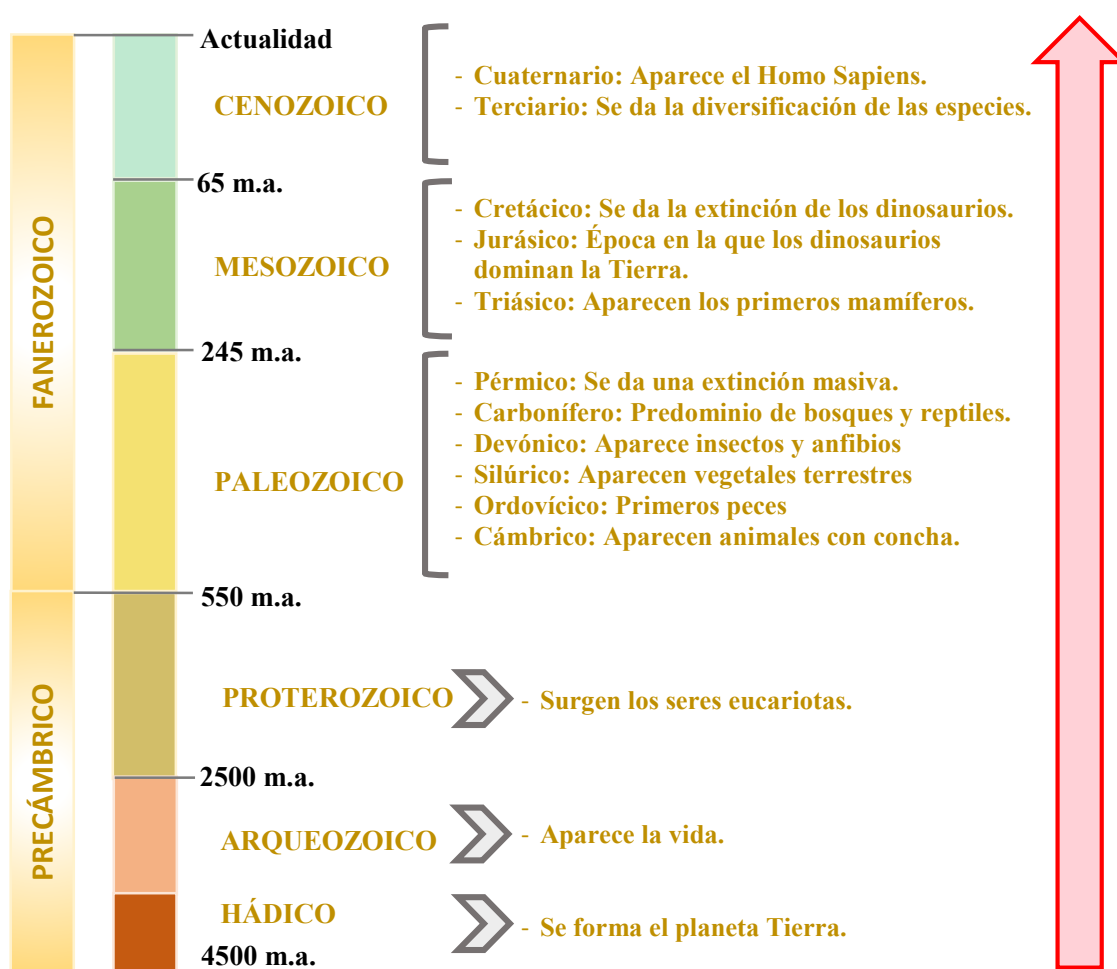 FANEROZOICO
PRECÁMBRICO
Actualidad
CENOZOICO
- Cuaternario: Aparece el Homo Sapiens.
- Terciario: Se da la diversificación de las especies.
65 m.a.
MESOZOICO
- Cretácico: Se da la extinción de los dinosaurios.
- Jurásico: Época en la que los dinosaurios
dominan la Tierra.
- Triásico: Aparecen los primeros mamíferos.
245 m.a.
PALEOZOICO
- Pérmico: Se da una extinción masiva.
- Carbonífero: Predominio de bosques y reptiles.
- Devónico: Aparece insectos y anfibios
- Silúrico: Aparecen vegetales terrestres
- Ordovícico: Primeros peces
- Cámbrico: Aparecen animales con concha.
550 m.a.
PROTEROZOICO
- Surgen los seres eucariotas.
2500 m.a.
ARQUEOZOICO
- Aparece la vida.
HÁDICO
- Se forma el planeta Tierra.
4500 m.a.